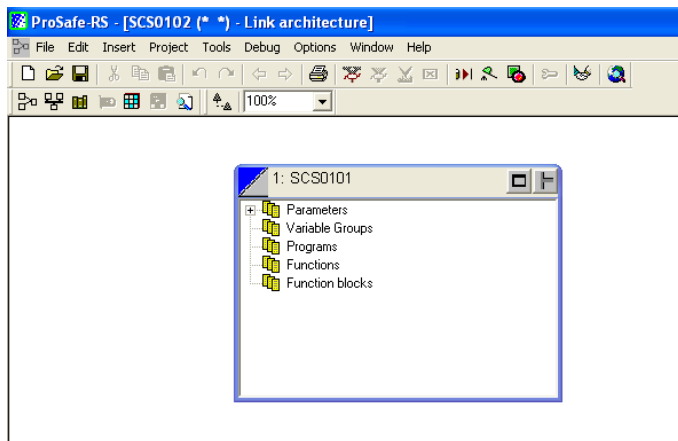 ProSafe-RS - [SCS0102 (* *) - Link architecture]
File Edit Insert Project Tools Debug Options Window Help
100%
1: SCS0101
Parameters
Variable Groups
Programs
Functions
Function blocks